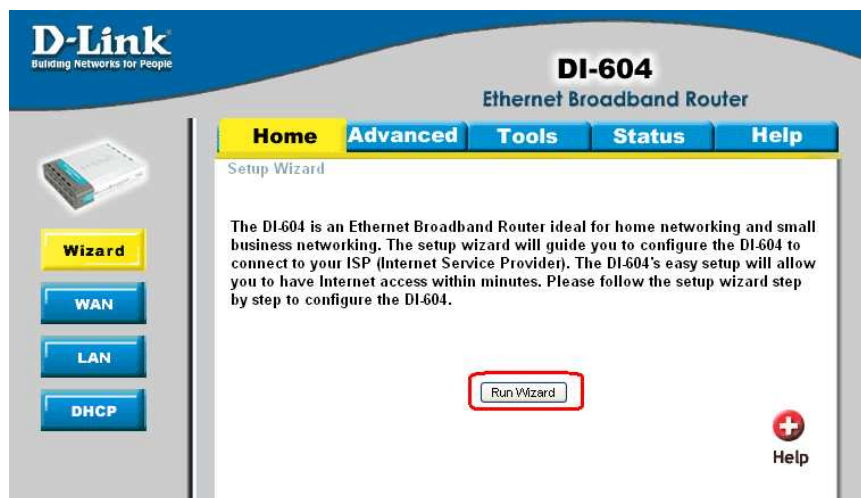 D-Link
Building Networks for People
DI-604
Ethernet Broadband Router
Home Advanced Tools Status Help
Wizard
WAN
LAN
DHCP
Setup Wizard
The DI-604 is an Ethernet Broadband Router ideal for home networking and small
business networking. The setup wizard will guide you to configure the DI-604 to
connect to your ISP (Internet Service Provider). The DI-604's easy setup will allow
you to have Internet access within minutes. Please follow the setup wizard step
by step to configure the DI-604.
Run Wizard
Help